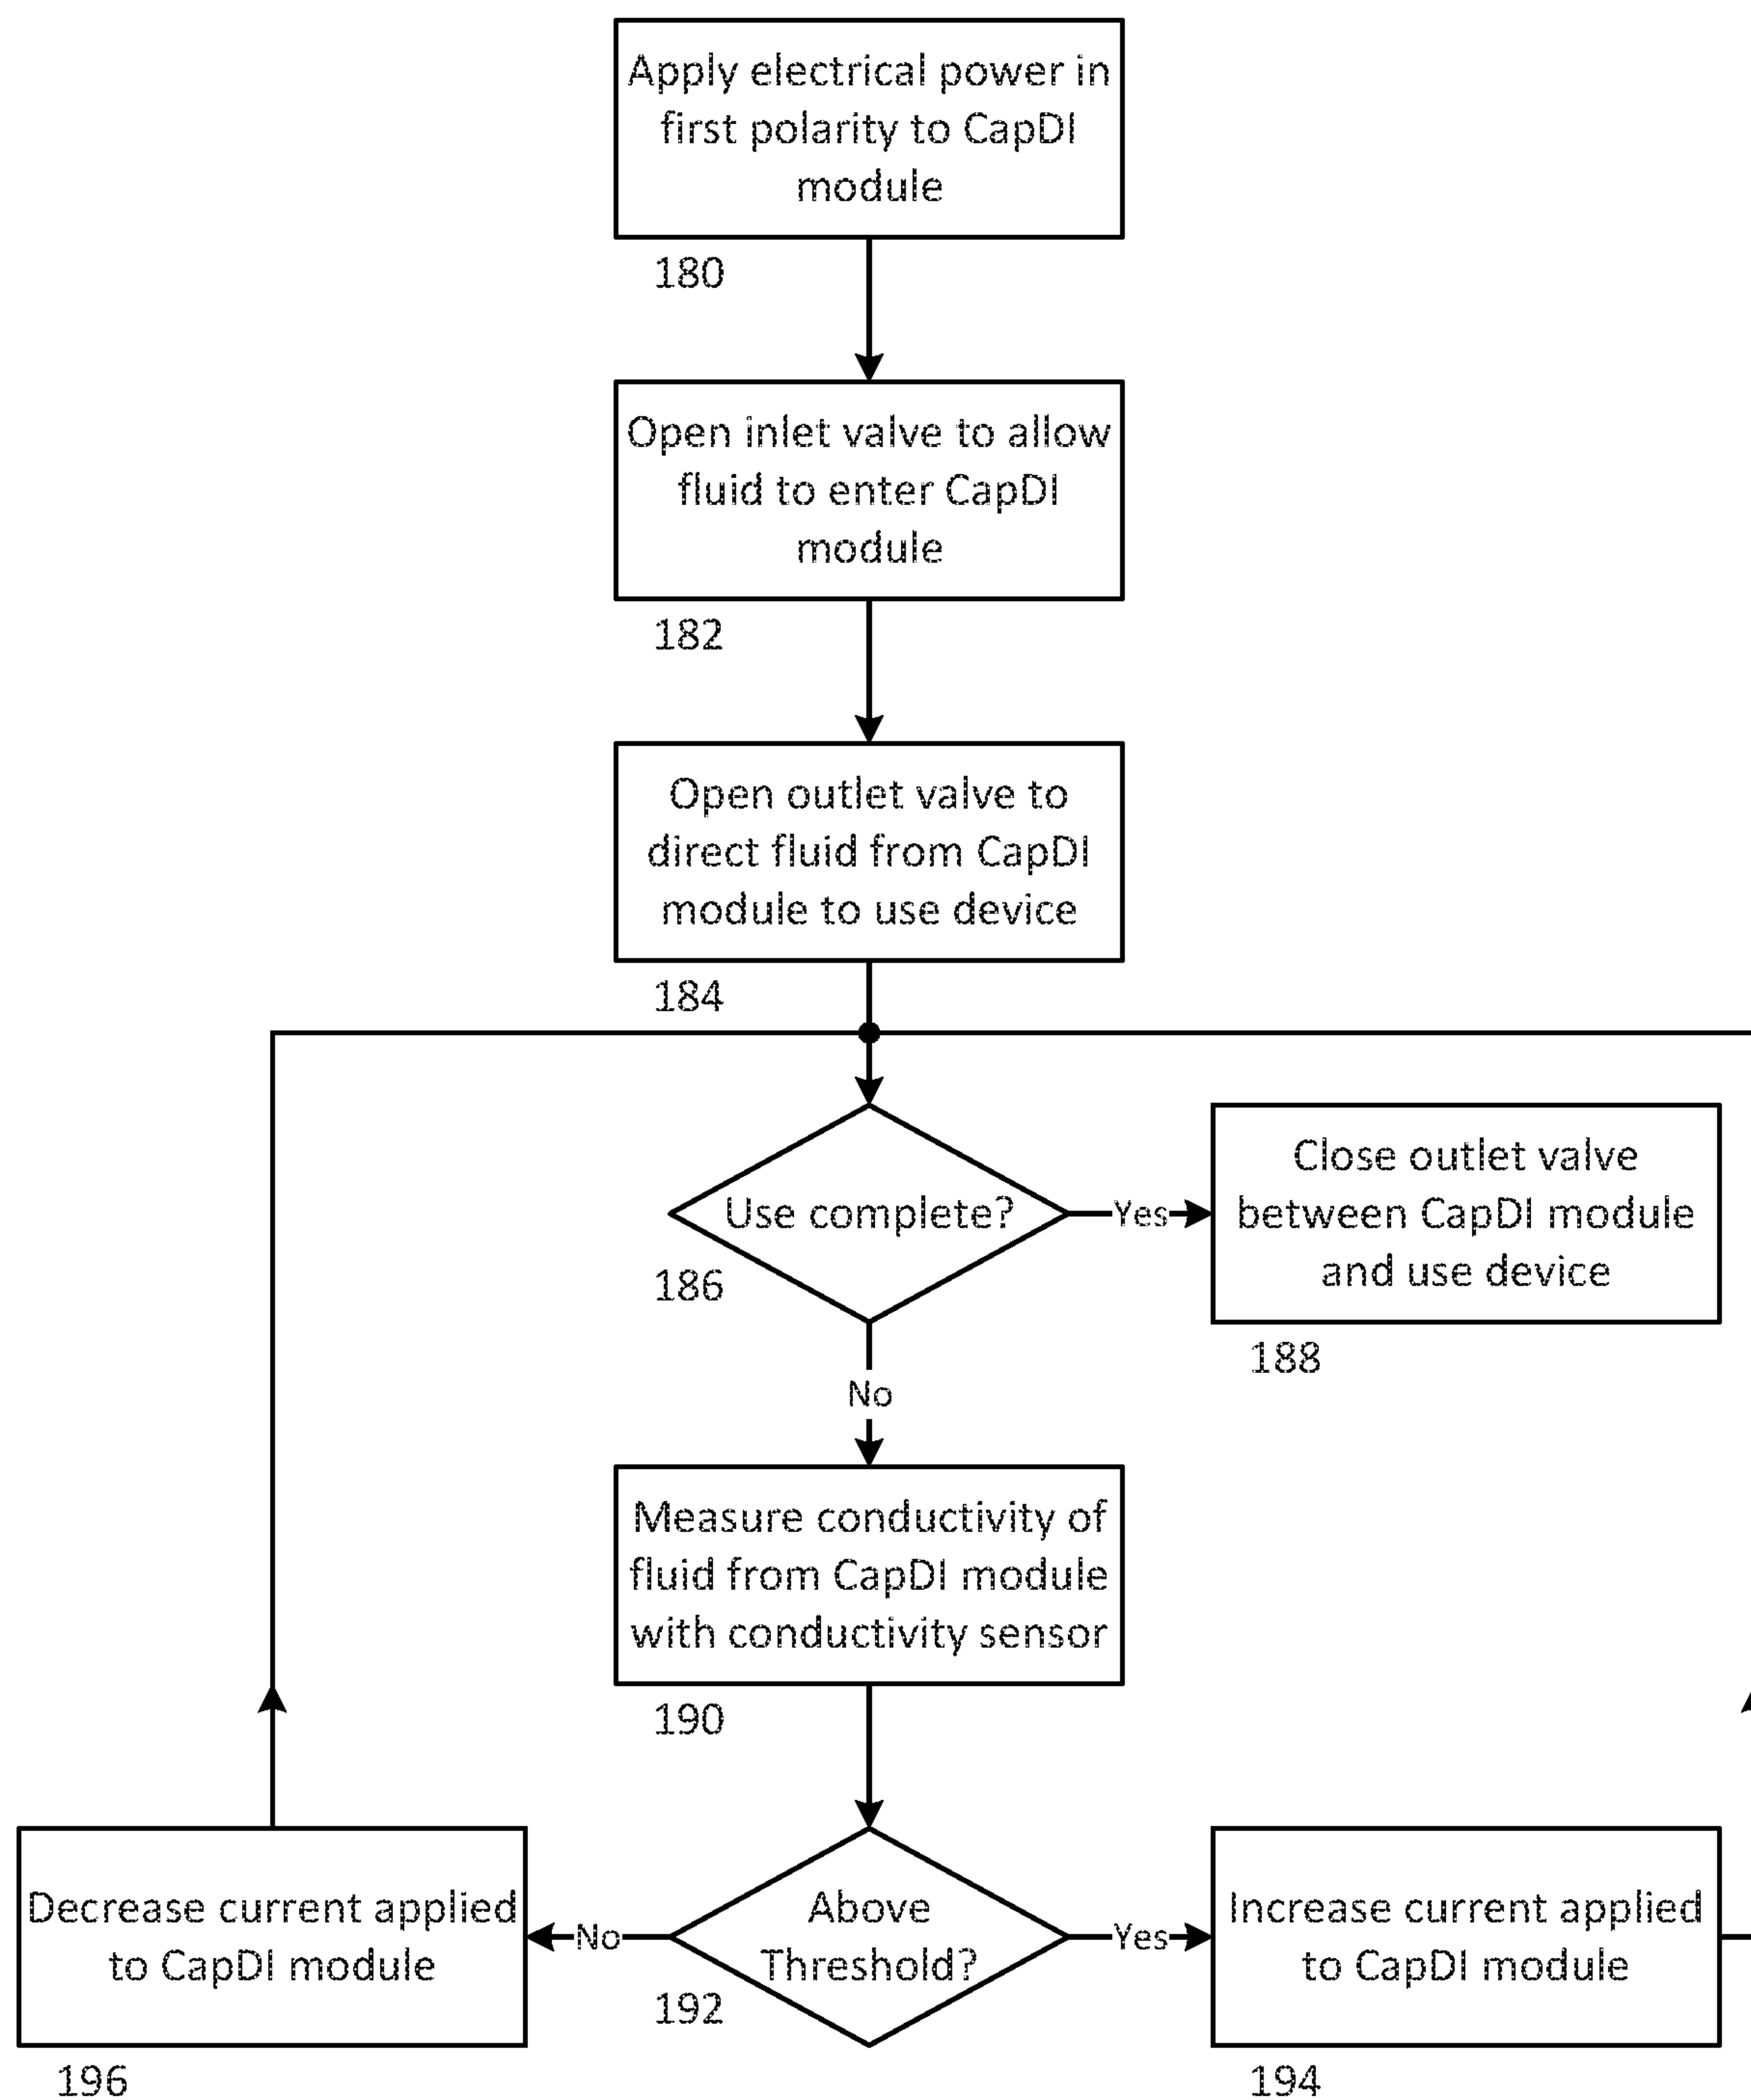 Apply electrical power in
first polarity to CapDI
module
180
Open inlet valve to allow
fluid to enter CapDI
module
182
Open outlet valve to
direct fluid from CapDI
module to use device
184
Use complete?
186
Yes
Close outlet valve
between CapDI module
and use device
188
No
Measure conductivity of
fluid from CapDI module
with conductivity sensor
190
Above
Threshold?
192
No
Decrease current applied
to CapDI module
196
Yes
Increase current applied
to CapDI module
194